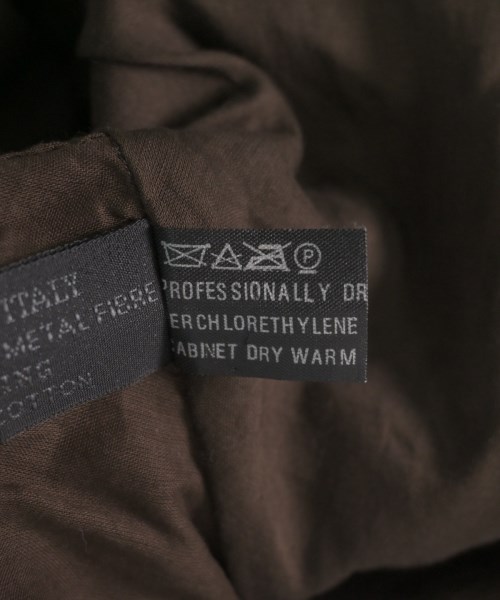 ITALY
METAL FIBRE
COTTON
P
PROFESSIONALLY DR
ERCHLORETHYLENE
ABINET DRY WARM